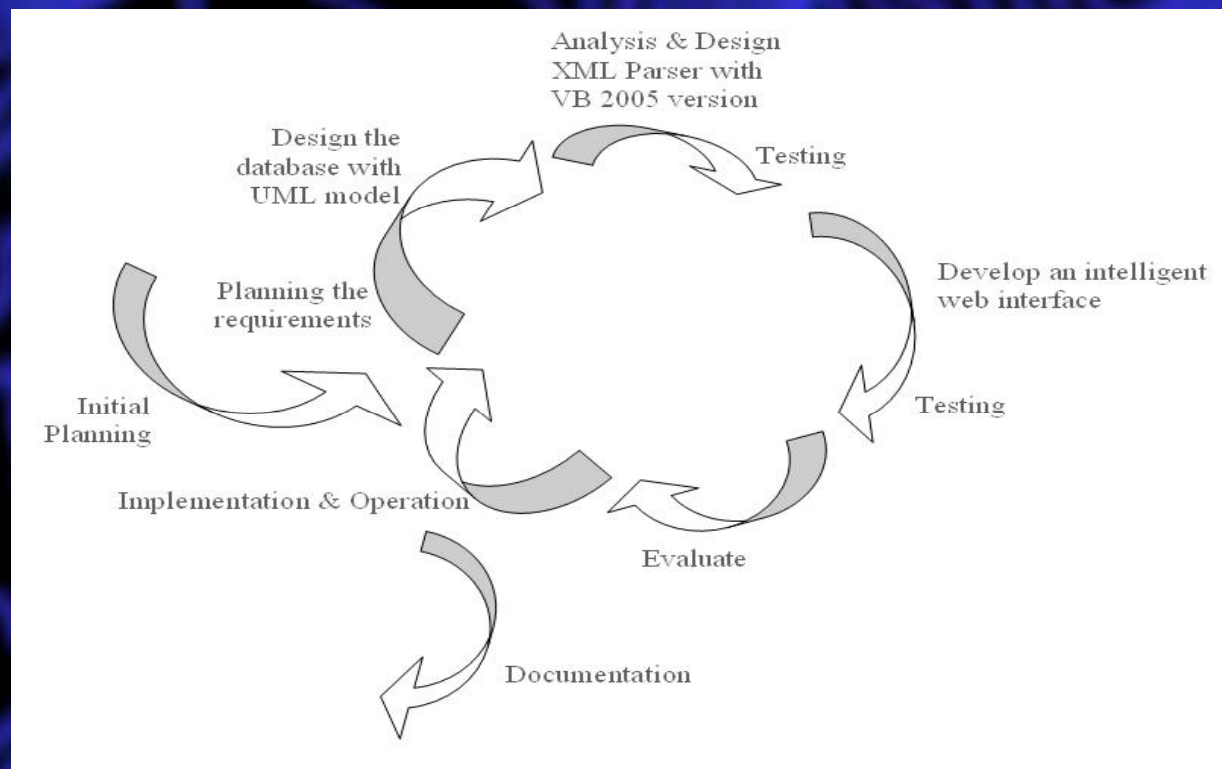 Analysis & Design
XML Parser with
VB 2005 version
Design the
database with
UML model
Testing
Planning the
requirements
Develop an intelligent
web interface
Initial
Planning
Testing
Implementation & Operation
Evaluate
Documentation